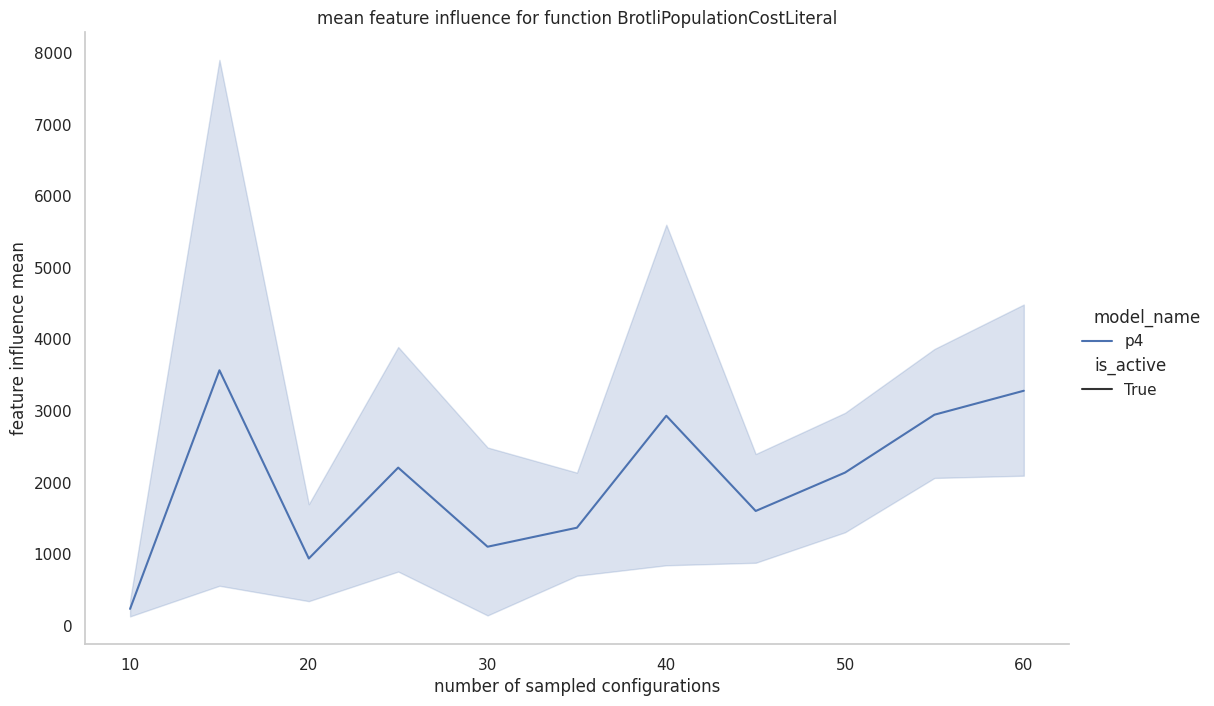 mean feature influence for function BrotliPopulationCostLiteral
8000
7000
6000
5000
4000
3000
2000
1000
0
feature influence mean
10 20 30 40 50 60
number of sampled configurations
model_name
p4
is_active
True